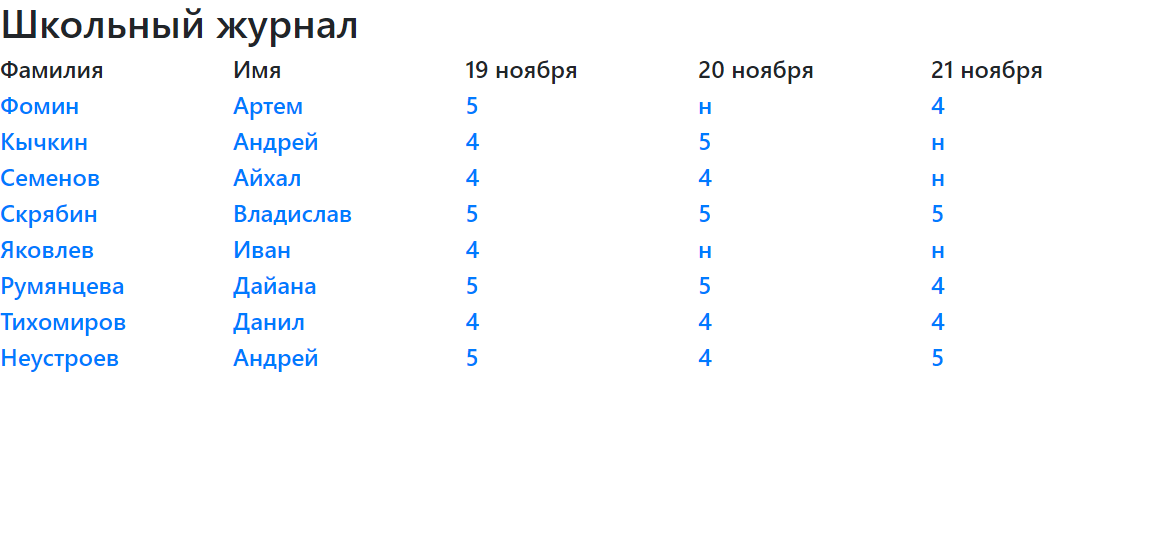 Школьный журнал
Фамилия Имя 19 ноября 20 ноября 21 ноября
Фомин Артем 5 н 4
Кычкин Андрей 4 5 н
Семенов Айхал 4 4 н
Скрябин Владислав 5 5 5
Яковлев Иван 4 н н
Румянцева Дайана 5 5 4
Тихомиров Данил 4 4 4
Неустроев Андрей 5 4 5